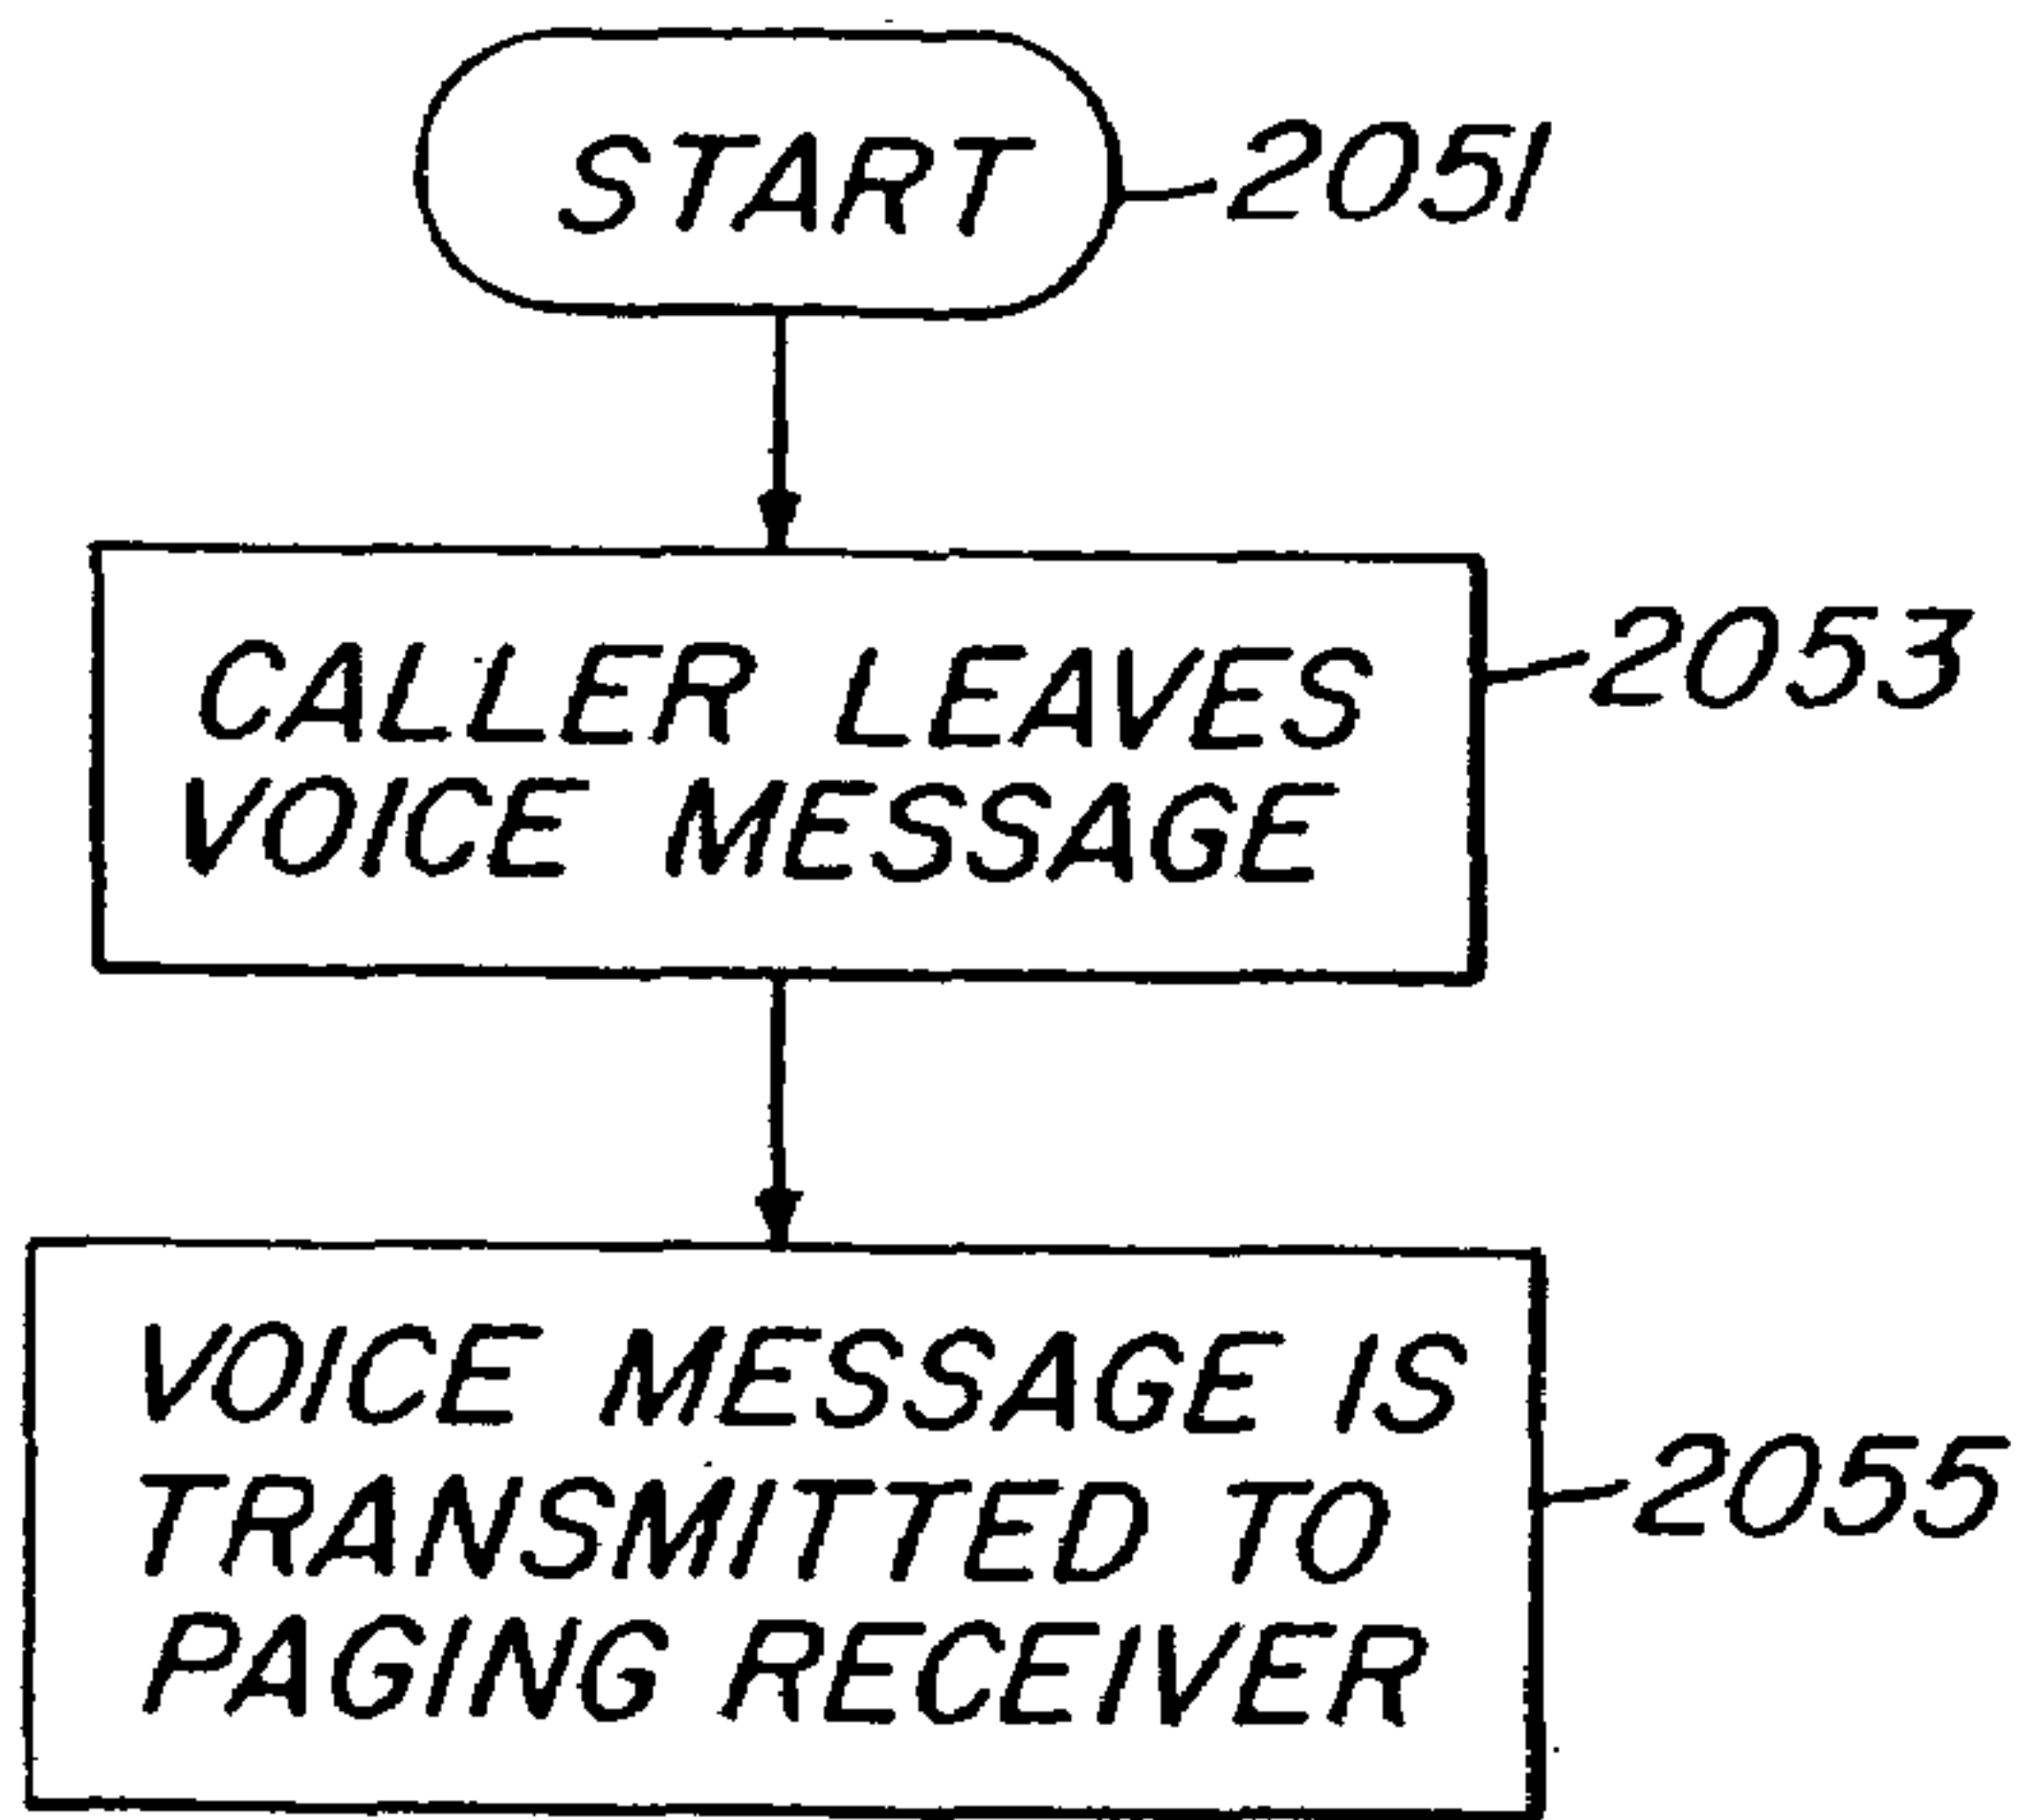 START
2051
CALLER LEAVES
VOICE MESSAGE
2053
VOICE MESSAGE IS
TRANSMITTED TO
PAGING RECEIVER
2055